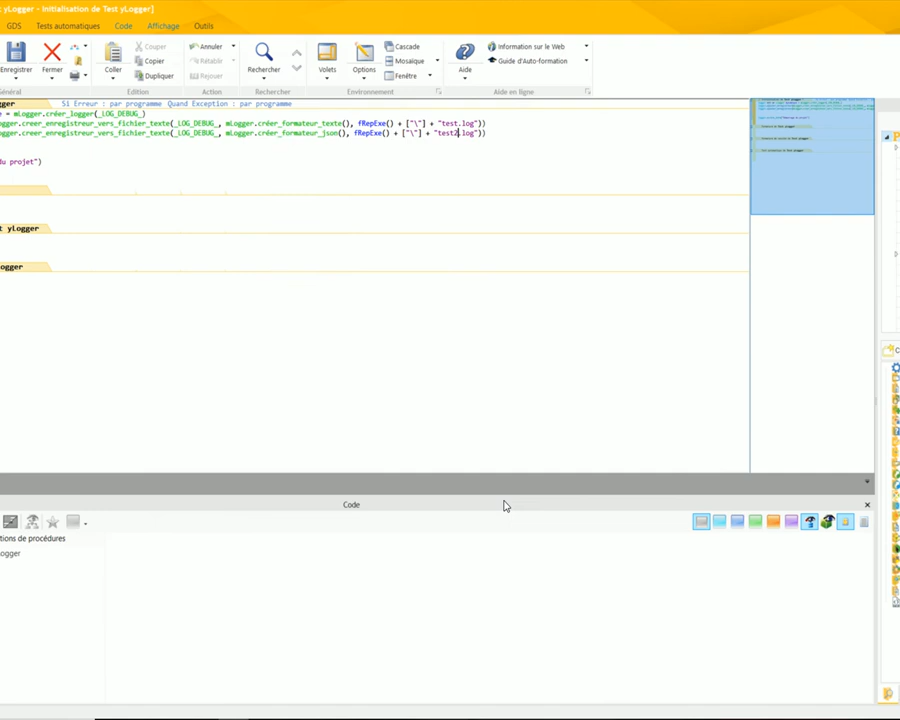 t yLogger - Initialisation de Test yLogger]
GDS Tests automatiques Code Affichage Outils
Enregistrer Fermer Coller Couper Copier Dupliquer Annuler Rétablir Rejouer Rechercher Volets Options Cascade Mosaïque Fenêtre Aide Information sur le Web Guide d'Auto-formation
Général Edition Action Rechercher Environnement Aide en ligne
gger Si Erreur : par programme Quand Exception : par programme
e = mLogger.créer_logger(_LOG_DEBUG_)
gger.creer_enregistreur_vers_fichier_texte(_LOG_DEBUG_, mLogger.créer_formateur_texte(), fRepExe() + ["\"] + "test.log"))
gger.creer_enregistreur_vers_fichier_texte(_LOG_DEBUG_, mLogger.créer_formateur_json(), fRepExe() + ["\"] + "test2.log"))
du projet")
t yLogger
ogger
Code
tions de procédures
ogger